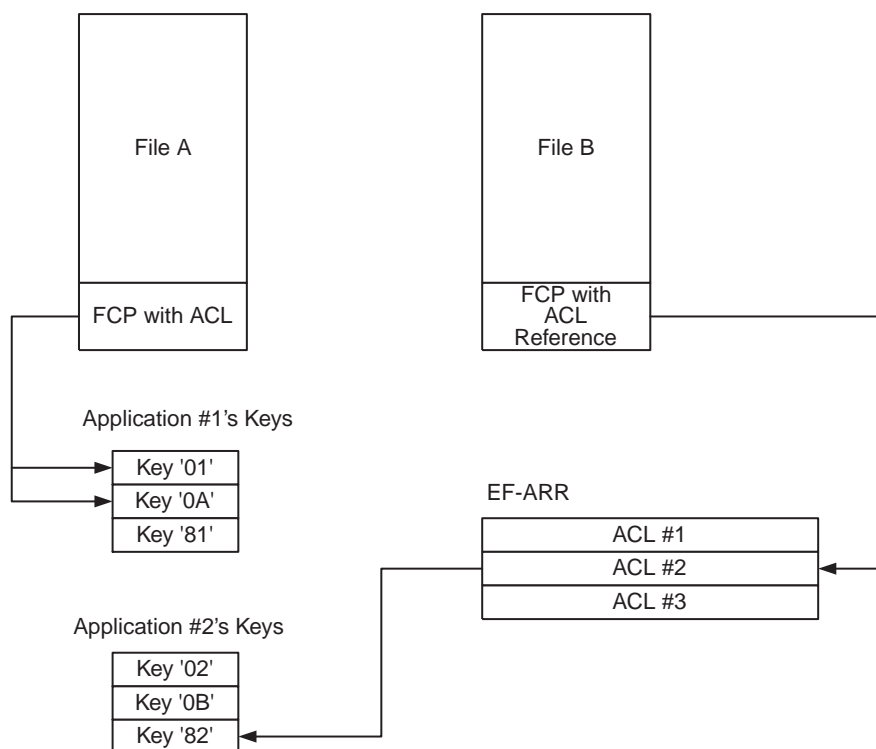 File A
File B
FCP with ACL
FCP with
ACL
Reference
Application #1's Keys
Key '01'
Key '0A'
Key '81'
EF-ARR
ACL #1
ACL #2
ACL #3
Application #2's Keys
Key '02'
Key '0B'
Key '82'